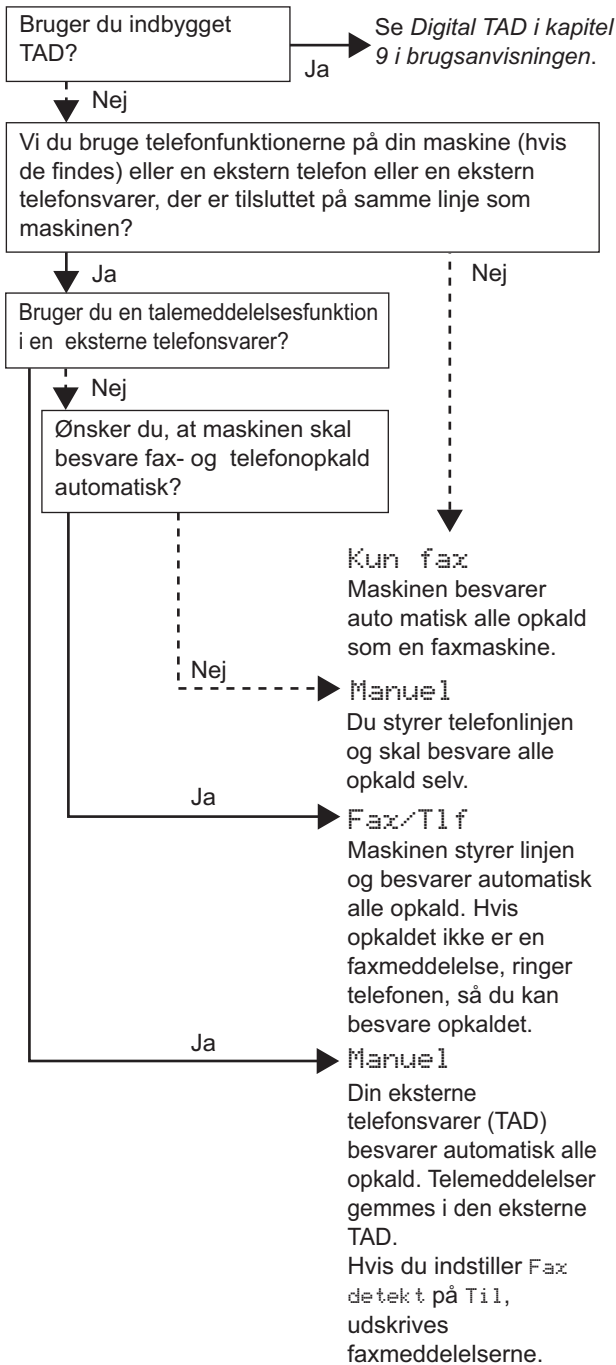 Bruger du indbygget
TAD?
Ja
Se Digital TAD i kapitel
9 i brugsanvisningen.
Nej
Vi du bruge telefonfunktionerne på din maskine (hvis
de findes) eller en ekstern telefon eller en ekstern
telefonsvarer, der er tilsluttet på samme linje som
maskinen?
Ja
Nej
Bruger du en talemeddelelsesfunktion
i en eksterne telefonsvarer?
Nej
Ønsker du, at maskinen skal
besvare fax- og telefonopkald
automatisk?
Kun fax
Maskinen besvarer
auto matisk alle opkald
som en faxmaskine.
Nej
Manuel
Du styrer telefonlinjen
og skal besvare alle
opkald selv.
Ja
Fax/Tlf
Maskinen styrer linjen
og besvarer automatisk
alle opkald. Hvis
opkaldet ikke er en
faxmeddelelse, ringer
telefonen, så du kan
besvare opkaldet.
Ja
Manuel
Din eksterne
telefonsvarer (TAD)
besvarer automatisk alle
opkald. Telemeddelelser
gemmes i den eksterne
TAD.
Hvis du indstiller Fax
detekt på Til,
udskrives
faxmeddelelserne.